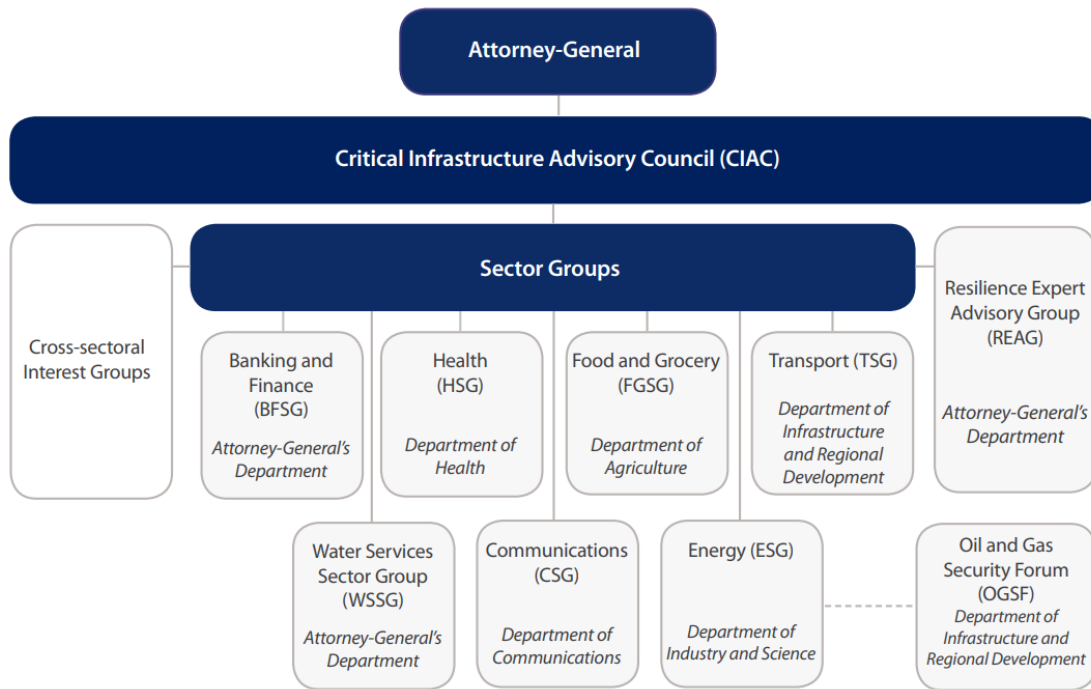 Attorney-General
Critical Infrastructure Advisory Council (CIAC)
Cross-sectoral
Interest Groups
Sector Groups
Resilience Expert
Advisory Group
(REAG)
Attorney-General's
Department
Banking and
Finance
(BFSG)
Attorney-General's
Department
Health
(HSG)
Department of
Health
Food and Grocery
(FGSG)
Department of
Agriculture
Transport (TSG)
Department of
Infrastructure
and Regional
Development
Water Services
Sector Group
(WSSG)
Attorney-General's
Department
Communications
(CSG)
Department of
Communications
Energy (ESG)
Department of
Industry and Science
Oil and Gas
Security Forum
(OGSF)
Department of
Infrastructure and
Regional Development